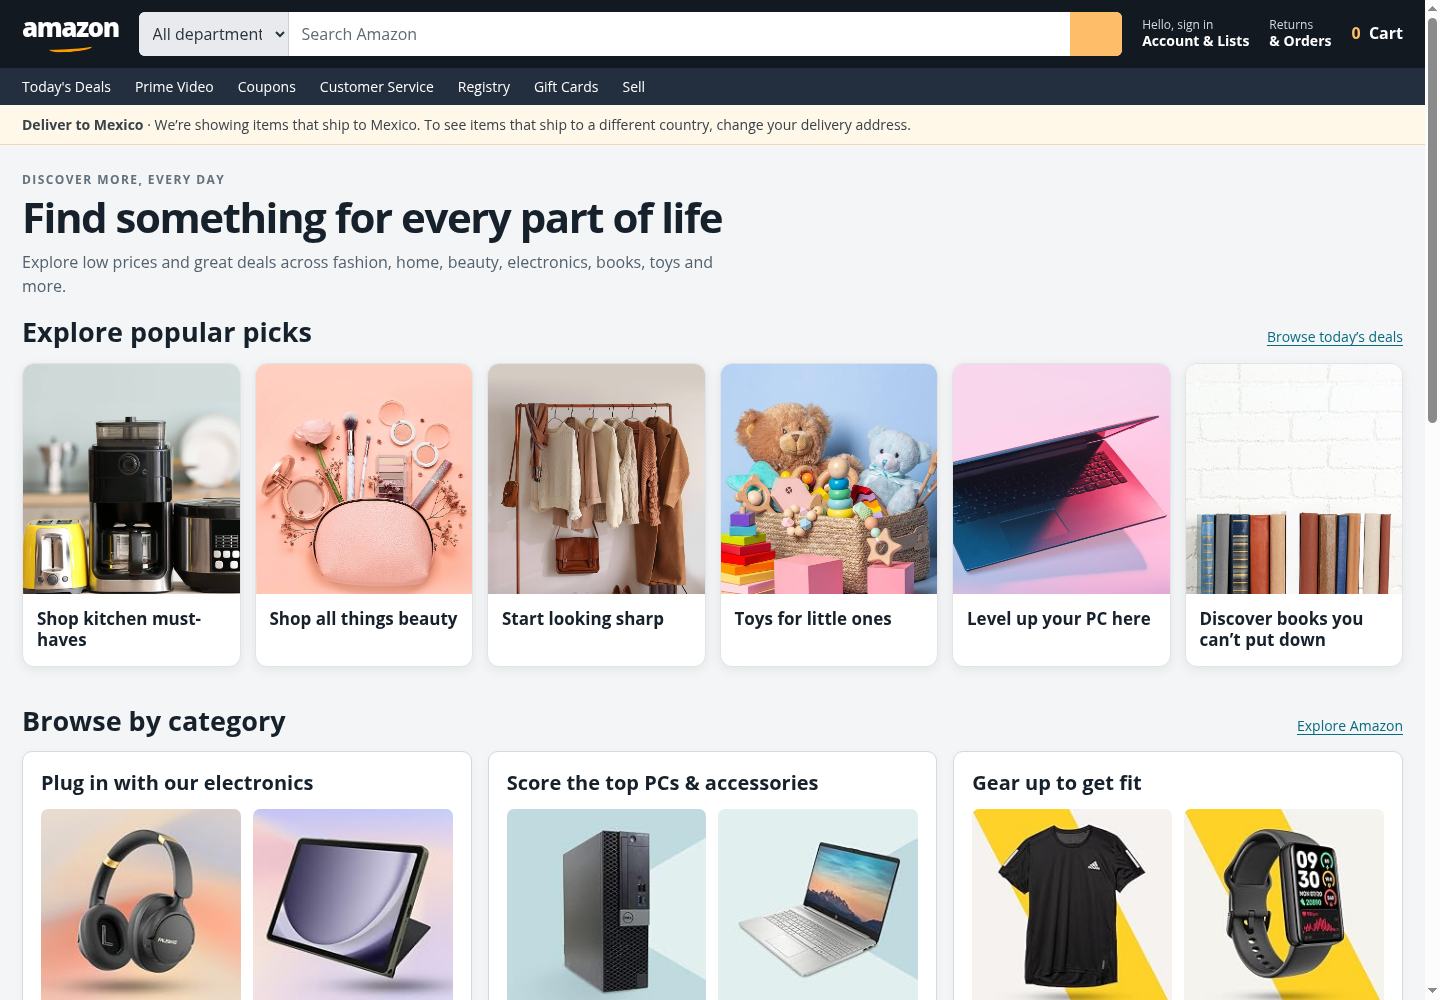 amazon
All department
Search Amazon
Hello, sign in
Account & Lists
Returns
& Orders
0 Cart
Today's Deals
Prime Video
Coupons
Customer Service
Registry
Gift Cards
Sell
Deliver to Mexico · We’re showing items that ship to Mexico. To see items that ship to a different country, change your delivery address.
DISCOVER MORE, EVERY DAY
Find something for every part of life
Explore low prices and great deals across fashion, home, beauty, electronics, books, toys and
more.
Explore popular picks
Browse today’s deals
Shop kitchen must-
haves
Shop all things beauty
Start looking sharp
Toys for little ones
Level up your PC here
Discover books you
can’t put down
Browse by category
Explore Amazon
Plug in with our electronics
Score the top PCs & accessories
Gear up to get fit
DELL
adidas
09
30